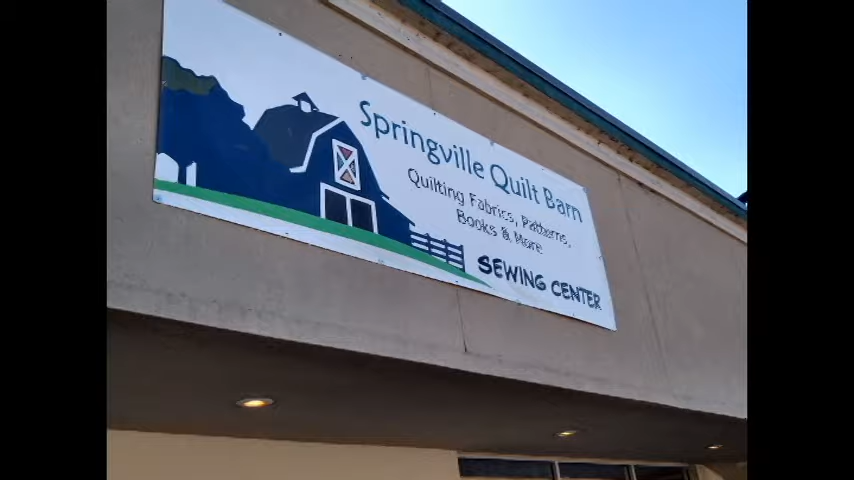 Springville Quilt Barn
Quilting Fabrics, Patterns,
Books & More
SEWING CENTER